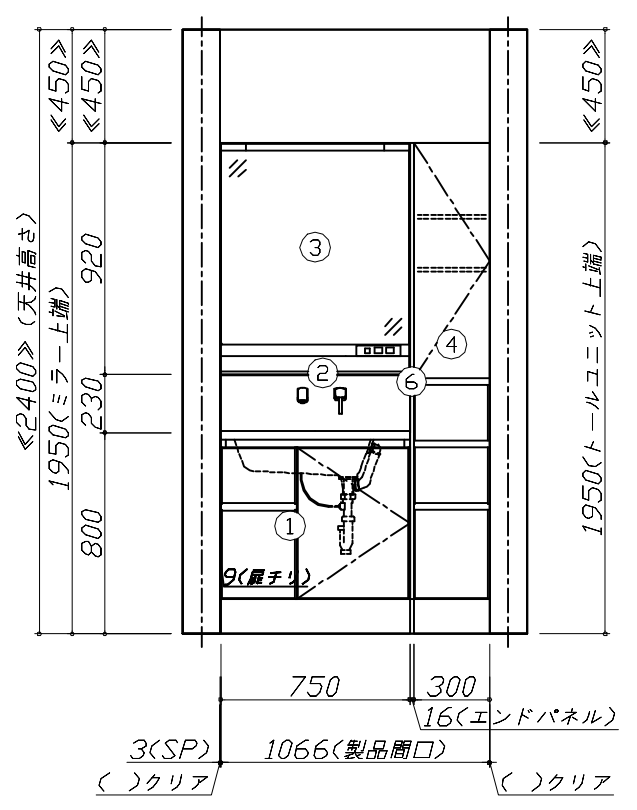 ≪450≫
≪450≫
≪450≫
≪2400≫(天井高さ)
1950(ミラー上端)
920
230
800
1950(トールユニット上端)
3
4
2
6
1
9(扉チリ)
750
300
16(エンドパネル)
3(SP)
1066(製品間口)
( )クリア
( )クリア